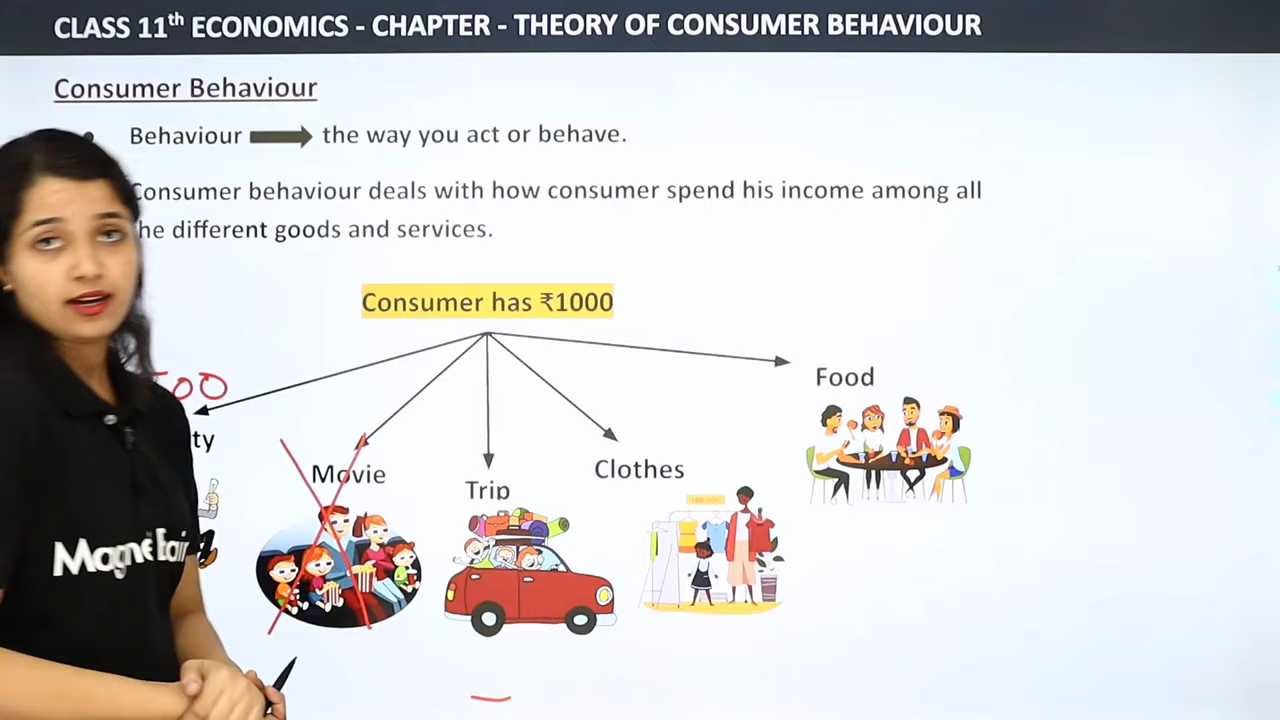 CLASS 11th ECONOMICS - CHAPTER - THEORY OF CONSUMER BEHAVIOUR
Consumer Behaviour
• Behaviour the way you act or behave.
Consumer behaviour deals with how consumer spend his income among all
he different goods and services.
Consumer has ₹1000
Food
ty
Movie
Trip
Clothes